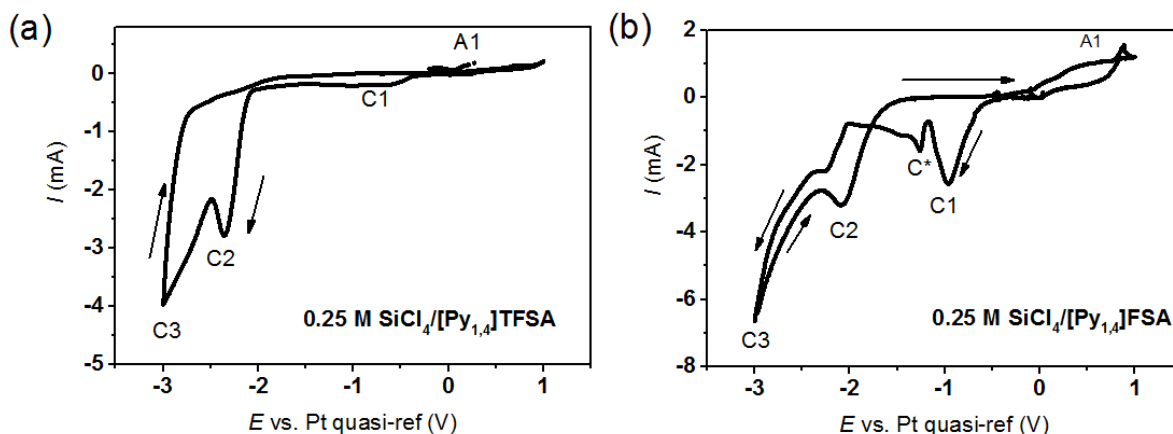 (a)
1
0
-1
-2
-3
-4
-5
I (mA)
A1
C1
C2
C3
0.25 M SiCl4/[Py1,4]TFSA
-3 -2 -1 0 1
E vs. Pt quasi-ref (V)
(b)
2
0
-2
-4
-6
-8
I (mA)
A1
C*
C1
C2
C3
0.25 M SiCl4/[Py1,4]FSA
-3 -2 -1 0 1
E vs. Pt quasi-ref (V)